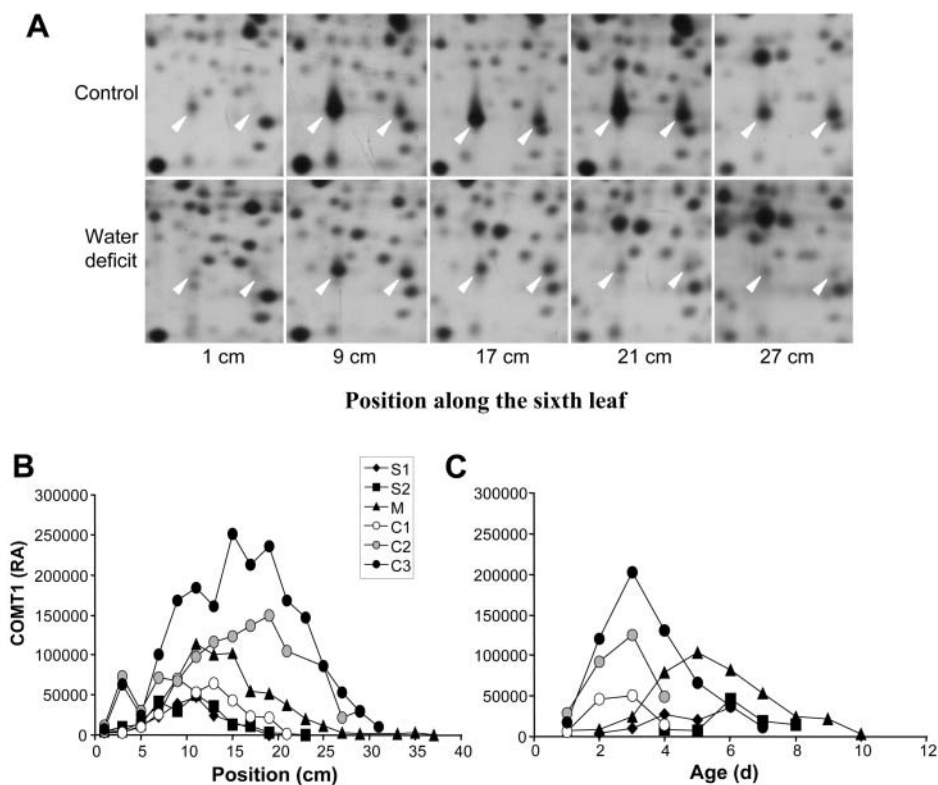 A
Control
Water
deficit
1 cm 9 cm 17 cm 21 cm 27 cm
Position along the sixth leaf
B
S1
S2
M
C1
C2
C3
COMT1 (RA)
300000
250000
200000
150000
100000
50000
0
0 5 10 15 20 25 30 35 40
Position (cm)
C
300000
250000
200000
150000
100000
50000
0
0 2 4 6 8 10 12
Age (d)